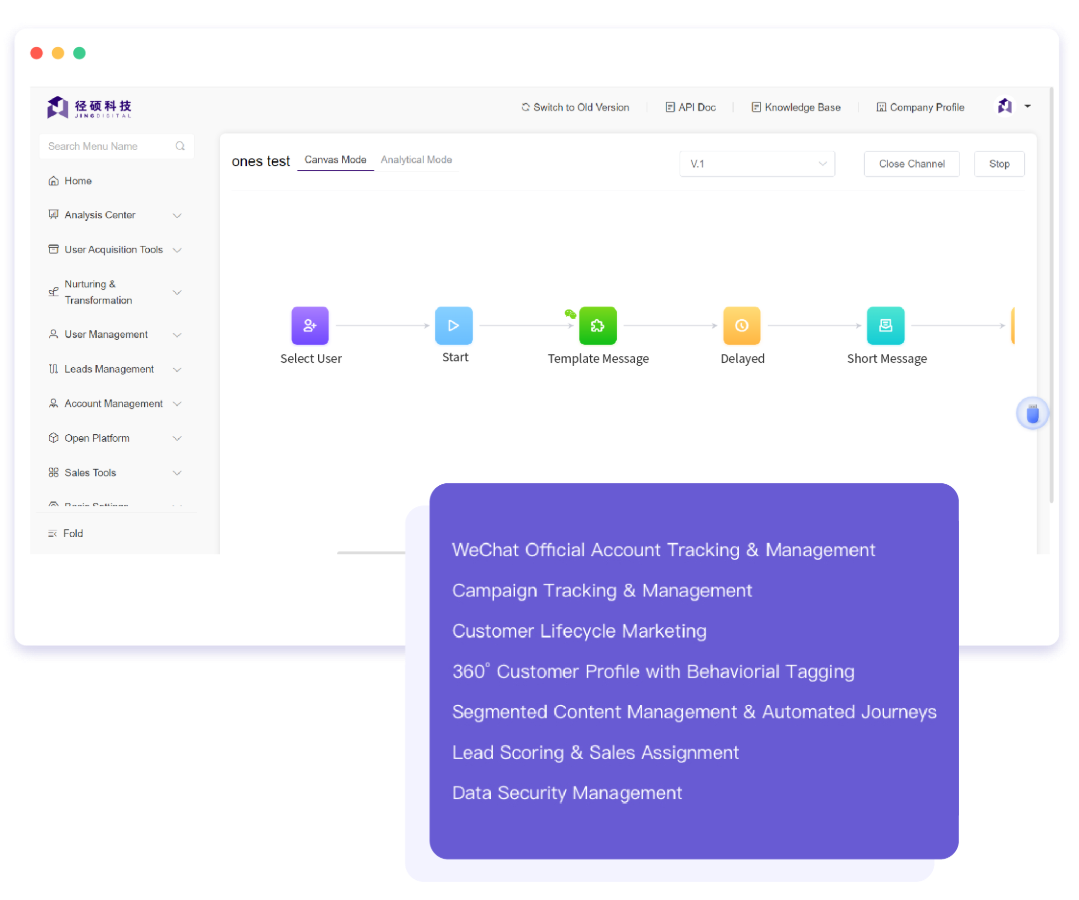 径硕科技
JINGDIGITAL
Switch to Old Version
API Doc
Knowledge Base
Company Profile
Search Menu Name
Home
Analysis Center
User Acquisition Tools
Nurturing &
Transformation
User Management
Leads Management
Account Management
Open Platform
Sales Tools
Basic Settings
Fold
ones test
Canvas Mode
Analytical Mode
V.1
Close Channel
Stop
Select User
Start
Template Message
Delayed
Short Message
WeChat Official Account Tracking & Management
Campaign Tracking & Management
Customer Lifecycle Marketing
360° Customer Profile with Behaviorial Tagging
Segmented Content Management & Automated Journeys
Lead Scoring & Sales Assignment
Data Security Management